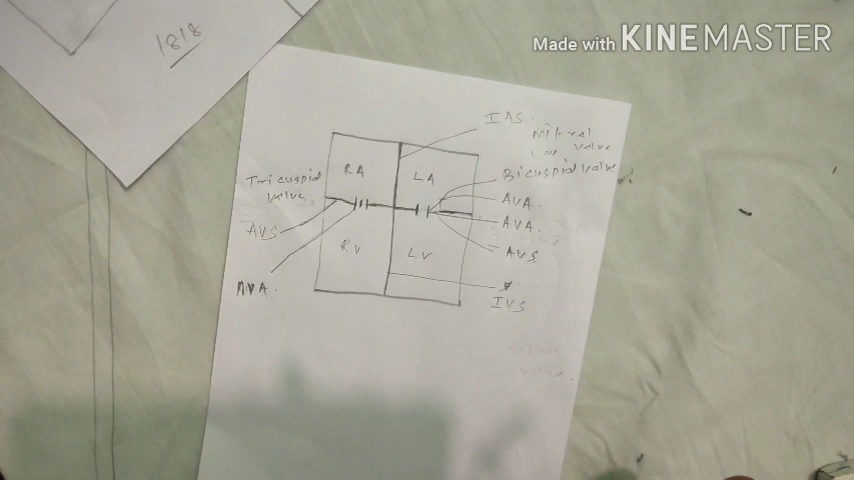 Made with KINEMASTER
1818
IAS.
mitral
valve
RA
LA
Bicuspid valve
Tricuspid
valve
AVA.
AVA.
AVS
RV
LV
AVS
AVA.
IVS